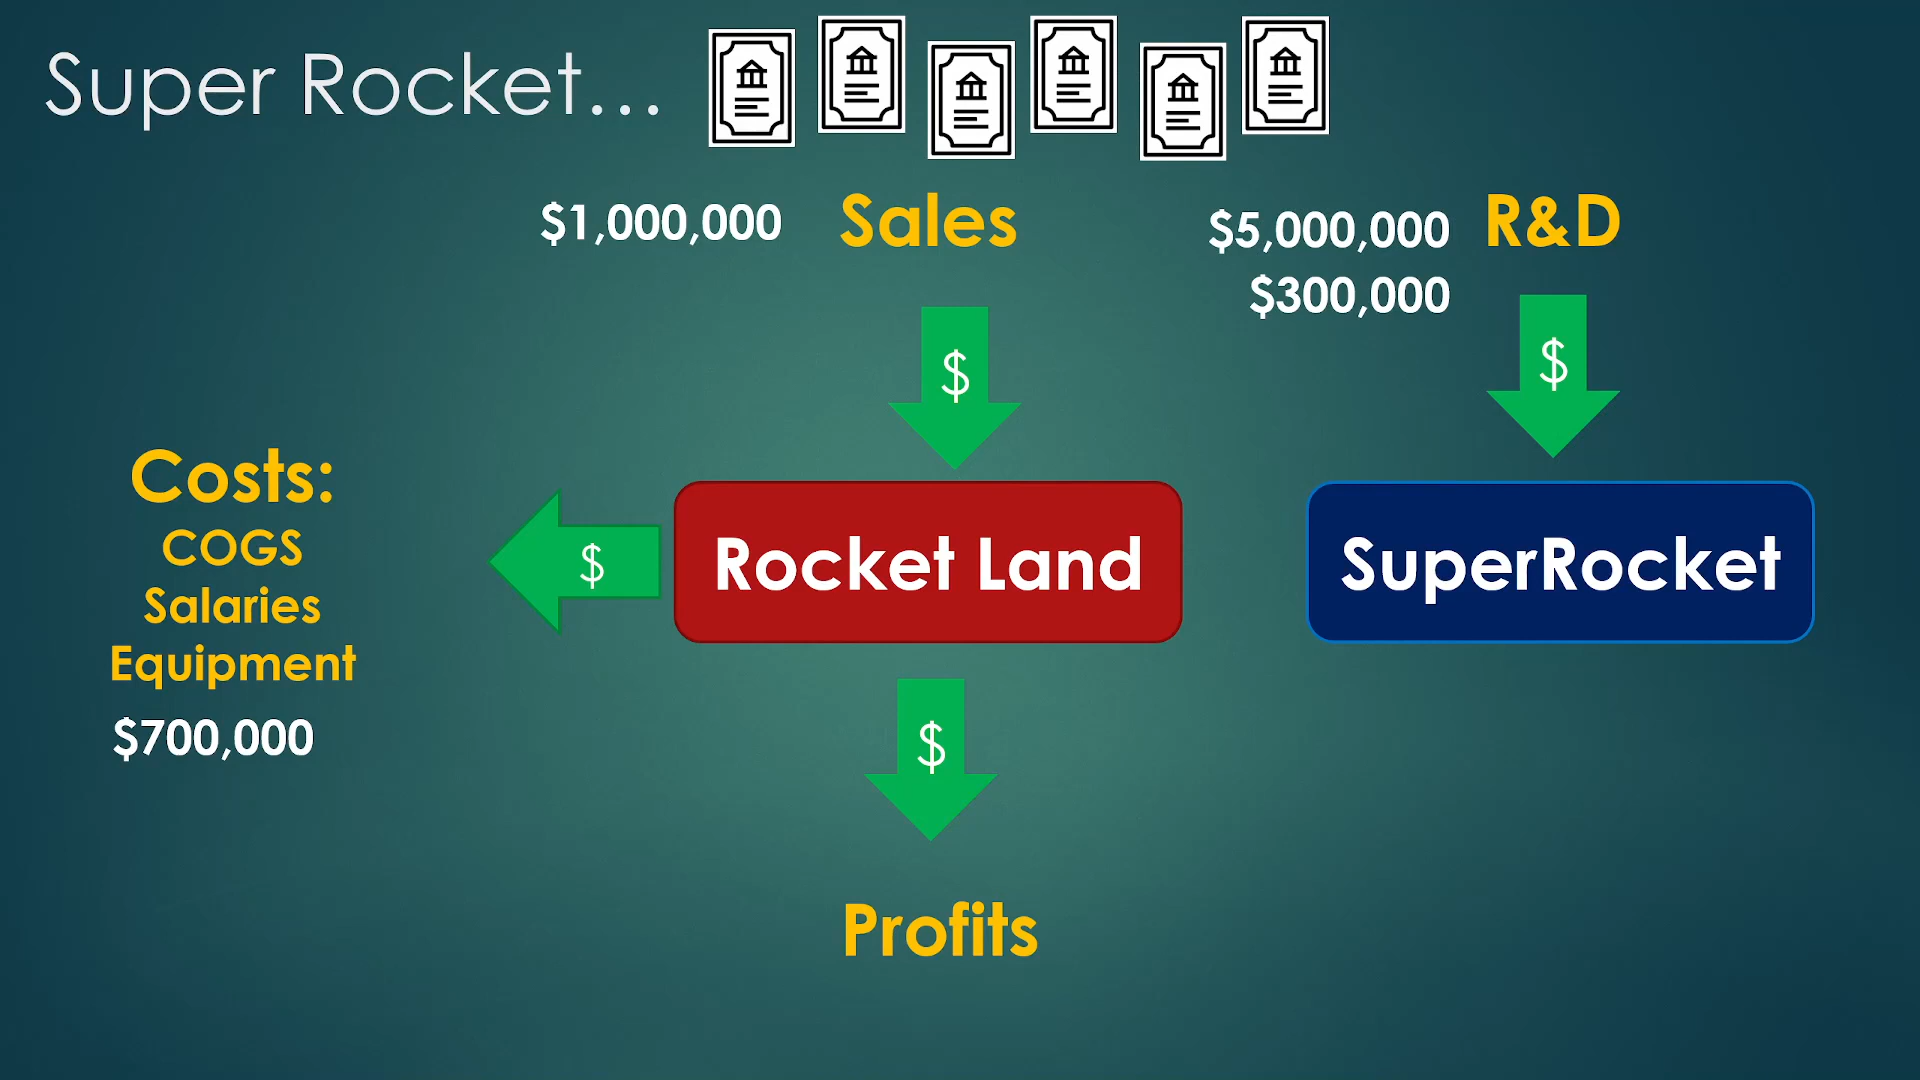 Super Rocket...
$1,000,000
Sales
$5,000,000
R&D
$300,000
$
$
Costs:
COGS
Salaries
Equipment
$700,000
$
Rocket Land
SuperRocket
$
Profits